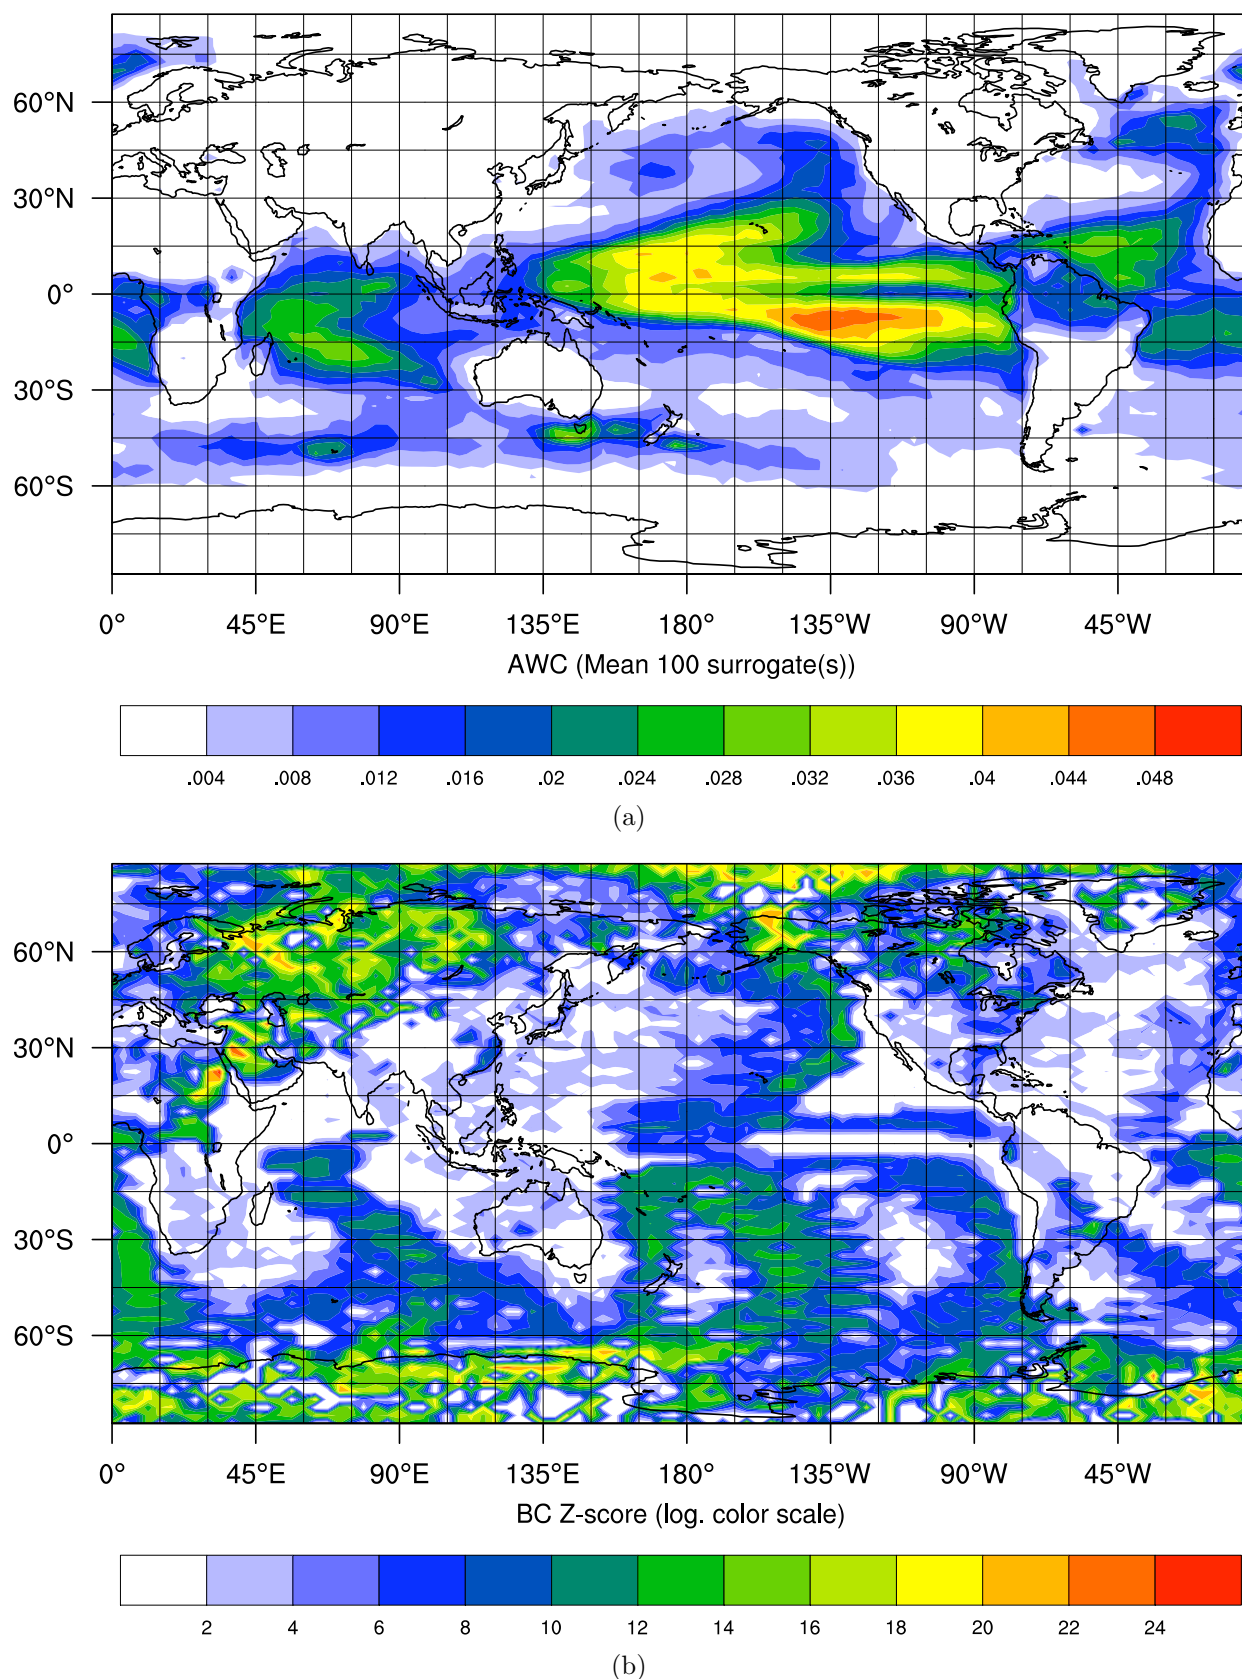 60°N
30°N
0°
30°S
60°S
0° 45°E 90°E 135°E 180° 135°W 90°W 45°W
AWC (Mean 100 surrogate(s))
.004 .008 .012 .016 .02 .024 .028 .032 .036 .04 .044 .048
(a)
60°N
30°N
0°
30°S
60°S
0° 45°E 90°E 135°E 180° 135°W 90°W 45°W
BC Z-score (log. color scale)
2 4 6 8 10 12 14 16 18 20 22 24
(b)